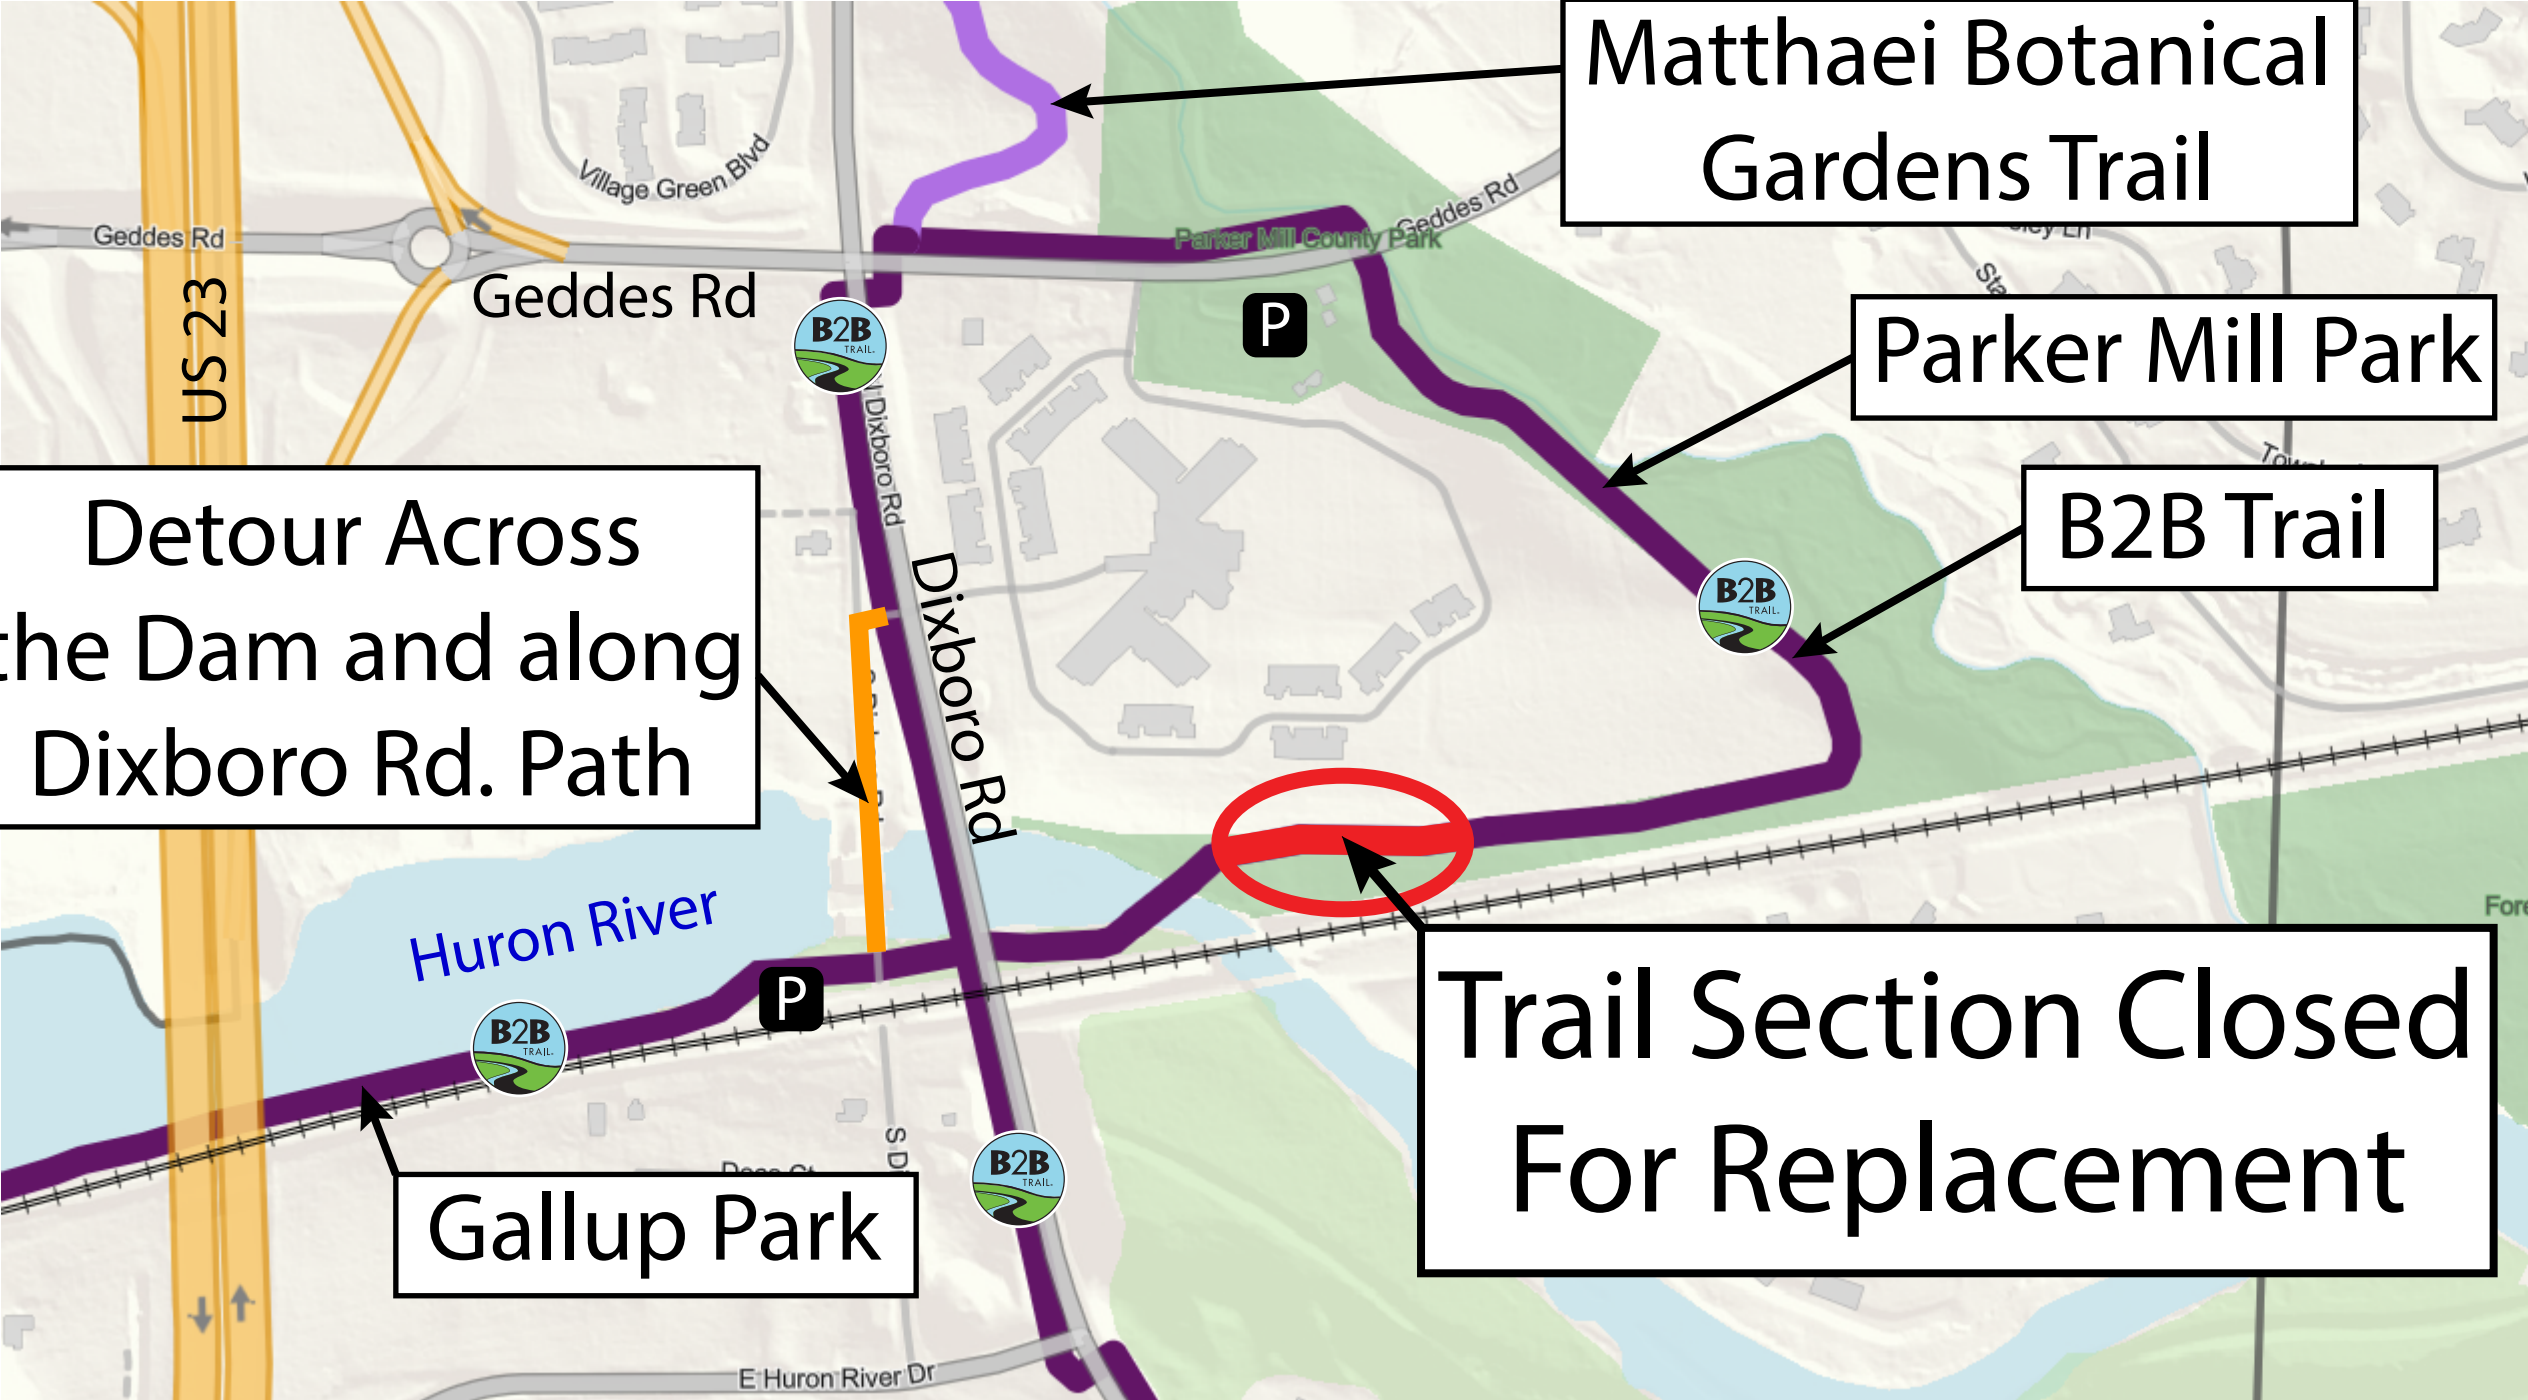 Matthaei Botanical
Gardens Trail
Village Green Blvd
Geddes Rd
Geddes Rd
Parker Mill County Park
Geddes Rd
US 23
P
B2B
TRAIL
Parker Mill Park
N Dixboro Rd
Detour Across
the Dam and along
Dixboro Rd. Path
B2B Trail
Dixboro Rd
B2B
TRAIL
Huron River
P
B2B
TRAIL
Trail Section Closed
For Replacement
B2B
TRAIL
Gallup Park
E Huron River Dr